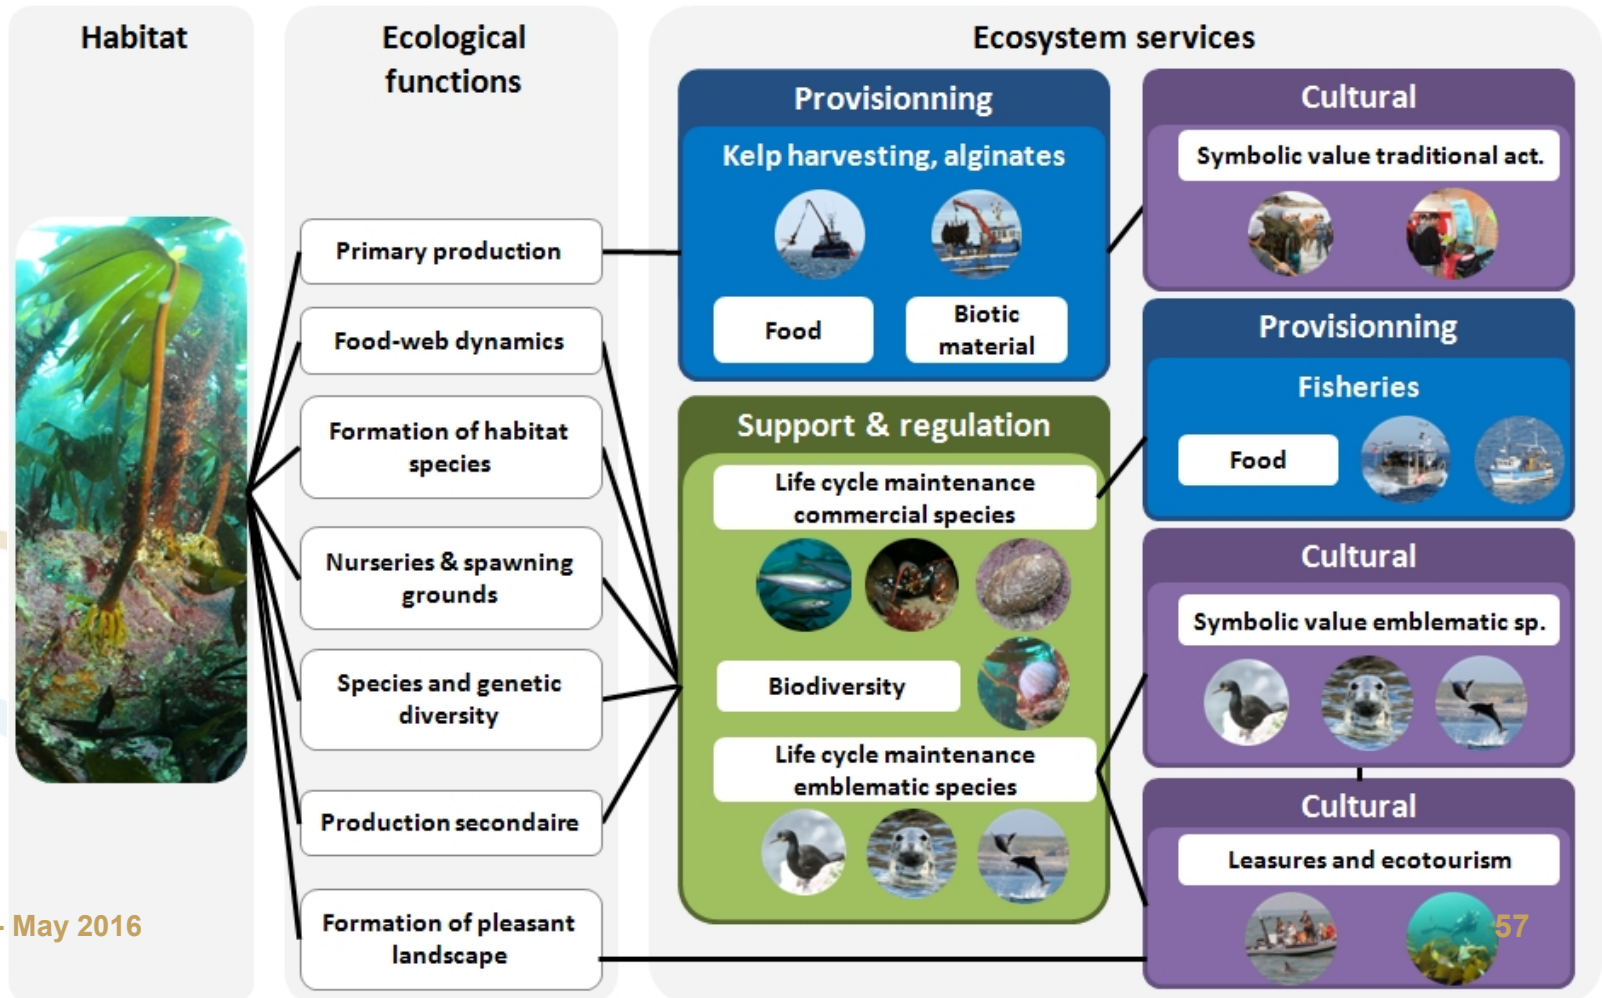 Habitat
Ecological
functions
Primary production
Food-web dynamics
Formation of habitat
species
Nurseries & spawning
grounds
Species and genetic
diversity
Production secondaire
Formation of pleasant
landscape
Ecosystem services
Provisionning
Kelp harvesting, alginates
Food
Biotic
material
Support & regulation
Life cycle maintenance
commercial species
Biodiversity
Life cycle maintenance
emblematic species
Cultural
Symbolic value traditional act.
Provisionning
Fisheries
Food
Cultural
Symbolic value emblematic sp.
Cultural
Leasures and ecotourism
- May 2016
57